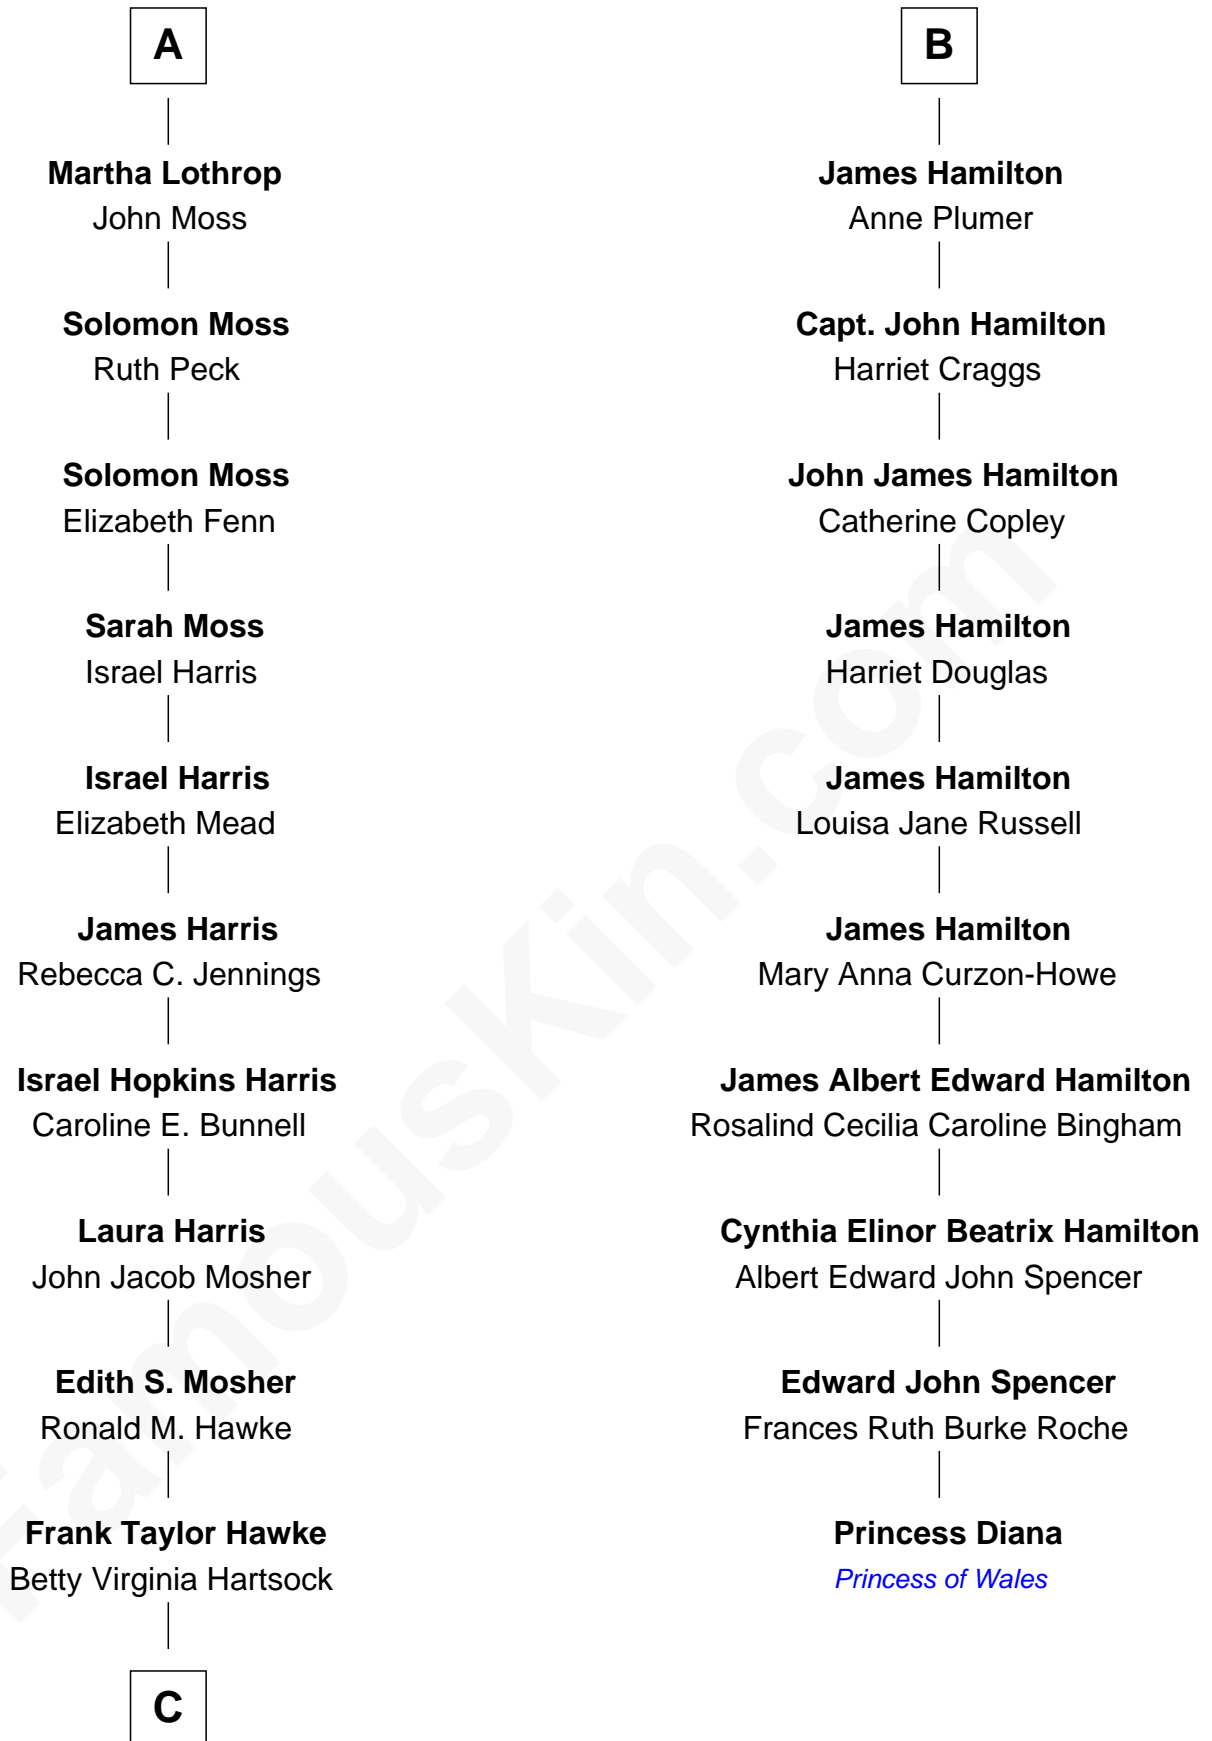 A
Martha Lothrop
John Moss
Solomon Moss
Ruth Peck
Solomon Moss
Elizabeth Fenn
Sarah Moss
Israel Harris
Israel Harris
Elizabeth Mead
James Harris
Rebecca C. Jennings
Israel Hopkins Harris
Caroline E. Bunnell
Laura Harris
John Jacob Mosher
Edith S. Mosher
Ronald M. Hawke
Frank Taylor Hawke
Betty Virginia Hartsock
C
B
James Hamilton
Anne Plumer
Capt. John Hamilton
Harriet Craggs
John James Hamilton
Catherine Copley
James Hamilton
Harriet Douglas
James Hamilton
Louisa Jane Russell
James Hamilton
Mary Anna Curzon-Howe
James Albert Edward Hamilton
Rosalind Cecilia Caroline Bingham
Cynthia Elinor Beatrix Hamilton
Albert Edward John Spencer
Edward John Spencer
Frances Ruth Burke Roche
Princess Diana
Princess of Wales
FamousKin.com